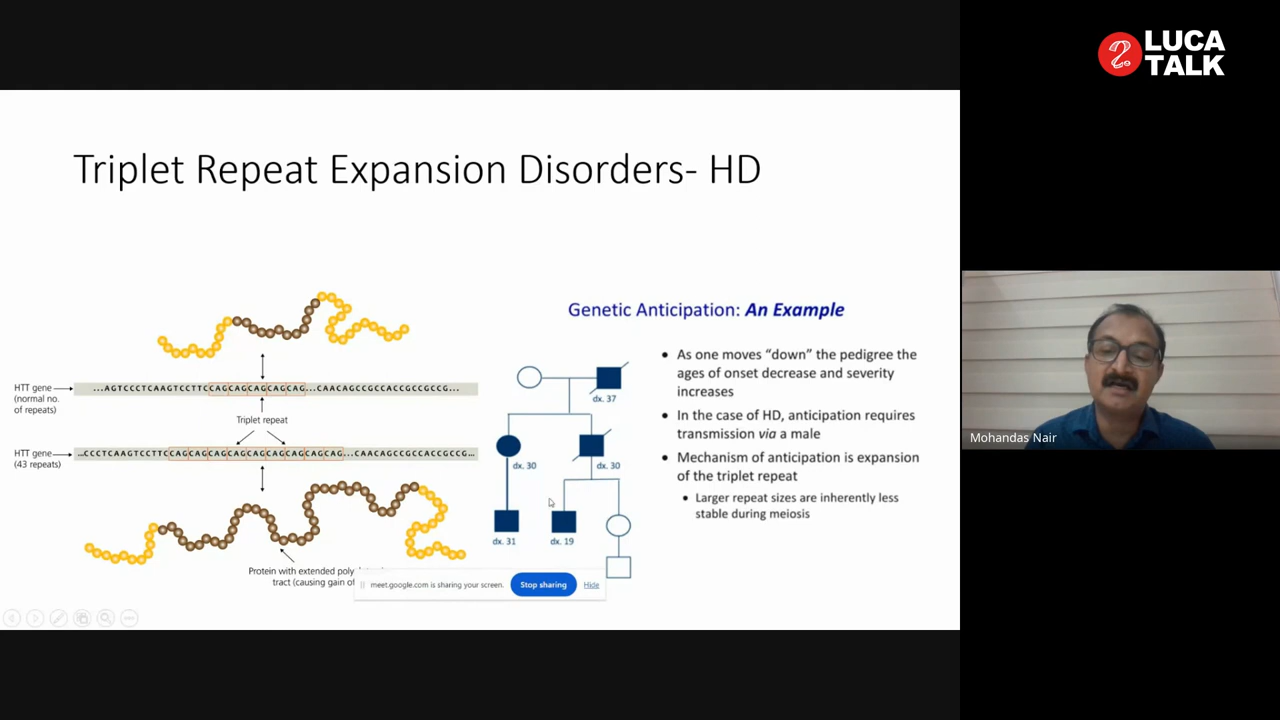 LUCA
TALK
Triplet Repeat Expansion Disorders- HD
HTT gene
(normal no.
of repeats)
...AGTCCCTCAAGTCCTTCCAGCAGCAGCAGCAG...CAACAGCCGCCACCGCCGCCG...
Triplet repeat
HTT gene
(43 repeats)
...CCCTCAAGTCCTTCCAGCAGCAGCAGCAGCAGCAGCAGCAG...CAACAGCCGCCACCGCCG...
Protein with extended poly
tract (causing gain of
Genetic Anticipation: An Example
dx. 37
dx. 30
dx. 30
dx. 31
dx. 19
• As one moves “down” the pedigree the
ages of onset decrease and severity
increases
• In the case of HD, anticipation requires
transmission via a male
• Mechanism of anticipation is expansion
of the triplet repeat
• Larger repeat sizes are inherently less
stable during meiosis
meet.google.com is sharing your screen.
Stop sharing
Hide
Mohandas Nair